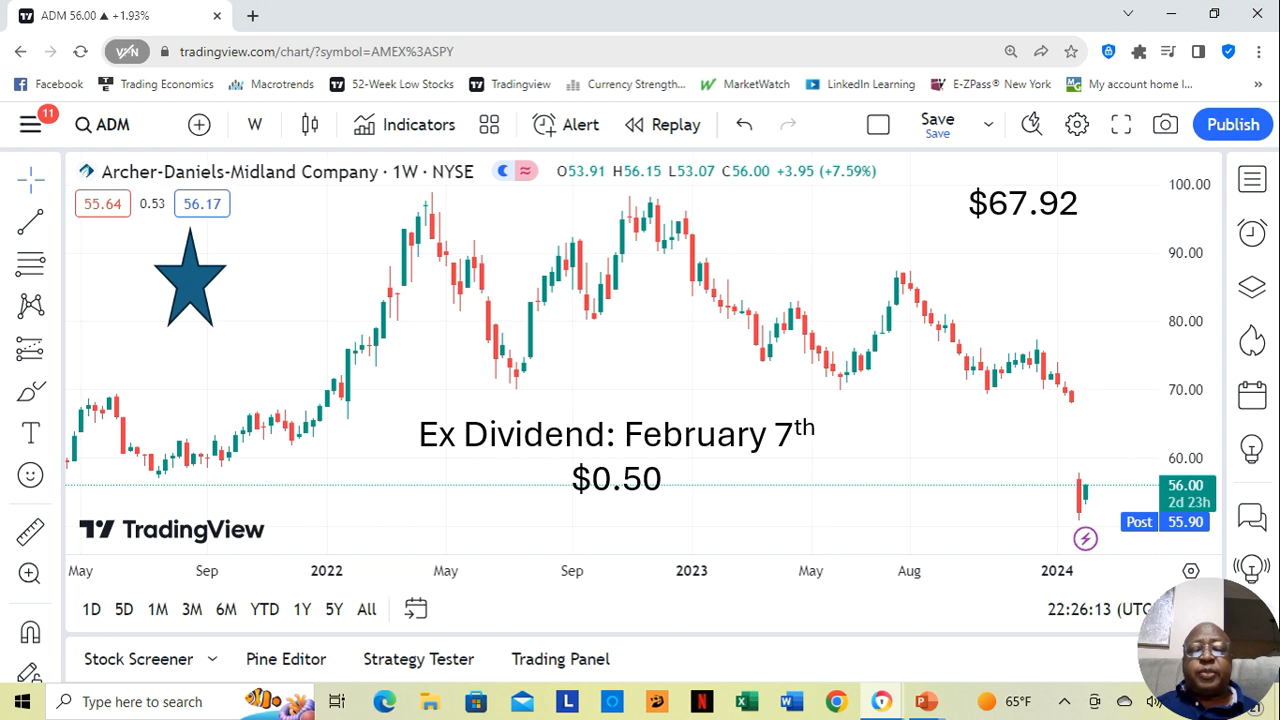 ADM 56.00 ▲ +1.93%
VPN
tradingview.com/chart/?symbol=AMEX%3ASPY
Facebook Trading Economics Macrotrends 52-Week Low Stocks Tradingview Currency Strength... MarketWatch LinkedIn Learning E-ZPass® New York My account home l... »
11 ADM W Indicators Alert Replay Save Publish
Save
Archer-Daniels-Midland Company · 1W · NYSE O53.91 H56.15 L53.07 C56.00 +3.95 (+7.59%)
100.00
$67.92
55.64 0.53 56.17
90.00
80.00
70.00
Ex Dividend: February 7th
60.00
$0.50
56.00
2d 23h
Post 55.90
TradingView
May Sep 2022 May Sep 2023 May Aug 2024
1D 5D 1M 3M 6M YTD 1Y 5Y All 22:26:13 (UTC
Stock Screener Pine Editor Strategy Tester Trading Panel
Type here to search 65°F